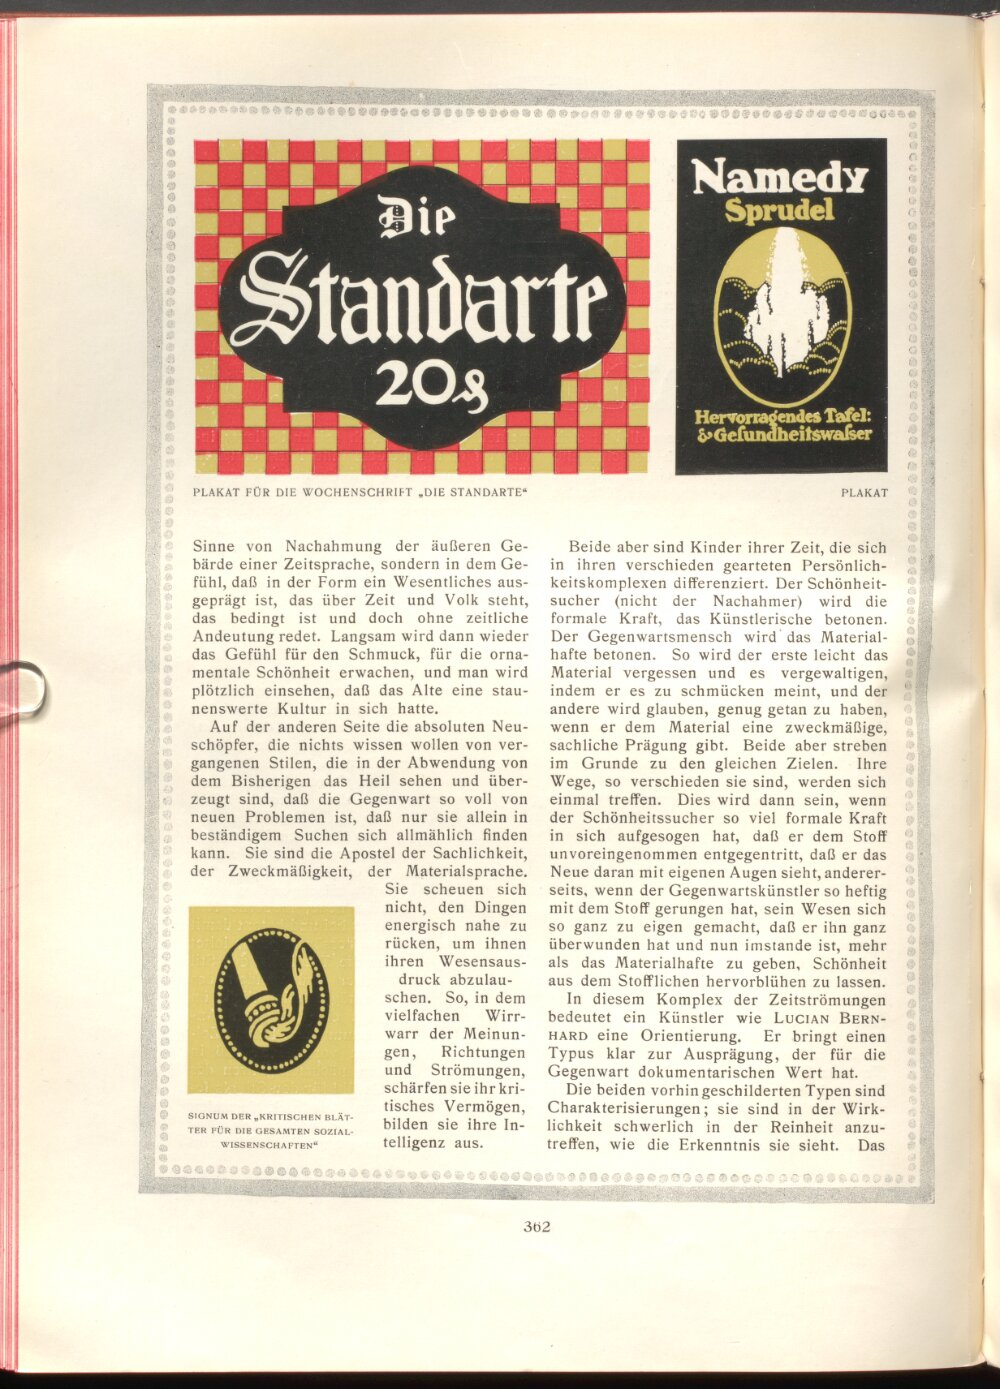 Die
Standarte
20₰
Namedy
Sprudel
Hervorragendes Tafel:
& Gesundheitswasser
PLAKAT FÜR DIE WOCHENSCHRIFT „DIE STANDARTE“
PLAKAT
Sinne von Nachahmung der äußeren Ge-
bärde einer Zeitsprache, sondern in dem Ge-
fühl, daß in der Form ein Wesentliches aus-
geprägt ist, das über Zeit und Volk steht,
das bedingt ist und doch ohne zeitliche
Andeutung redet. Langsam wird dann wieder
das Gefühl für den Schmuck, für die orna-
mentale Schönheit erwachen, und man wird
plötzlich einsehen, daß das Alte eine stau-
nenswerte Kultur in sich hatte.
Auf der anderen Seite die absoluten Neu-
schöpfer, die nichts wissen wollen von ver-
gangenen Stilen, die in der Abwendung von
dem Bisherigen das Heil sehen und über-
zeugt sind, daß die Gegenwart so voll von
neuen Problemen ist, daß nur sie allein in
beständigem Suchen sich allmählich finden
kann. Sie sind die Apostel der Sachlichkeit,
der Zweckmäßigkeit, der Materialsprache.
Sie scheuen sich
nicht, den Dingen
energisch nahe zu
rücken, um ihnen
ihren Wesensaus-
druck abzulau-
schen. So, in dem
vielfachen Wirr-
warr der Meinun-
gen, Richtungen
und Strömungen,
schärfen sie ihr kri-
tisches Vermögen,
bilden sie ihre In-
telligenz aus.
SIGNUM DER „KRITISCHEN BLÄT-
TER FÜR DIE GESAMTEN SOZIAL-
WISSENSCHAFTEN“
Beide aber sind Kinder ihrer Zeit, die sich
in ihren verschieden gearteten Persönlich-
keitskomplexen differenziert. Der Schönheit-
sucher (nicht der Nachahmer) wird die
formale Kraft, das Künstlerische betonen.
Der Gegenwartsmensch wird das Material-
hafte betonen. So wird der erste leicht das
Material vergessen und es vergewaltigen,
indem er es zu schmücken meint, und der
andere wird glauben, genug getan zu haben,
wenn er dem Material eine zweckmäßige,
sachliche Prägung gibt. Beide aber streben
im Grunde zu den gleichen Zielen. Ihre
Wege, so verschieden sie sind, werden sich
einmal treffen. Dies wird dann sein, wenn
der Schönheitssucher so viel formale Kraft
in sich aufgesogen hat, daß er dem Stoff
unvoreingenommen entgegentritt, daß er das
Neue daran mit eigenen Augen sieht, anderer-
seits, wenn der Gegenwartskünstler so heftig
mit dem Stoff gerungen hat, sein Wesen sich
so ganz zu eigen gemacht, daß er ihn ganz
überwunden hat und nun imstande ist, mehr
als das Materialhafte zu geben, Schönheit
aus dem Stofflichen hervorblühen zu lassen.
In diesem Komplex der Zeitströmungen
bedeutet ein Künstler wie LUCIAN BERN-
HARD eine Orientierung. Er bringt einen
Typus klar zur Ausprägung, der für die
Gegenwart dokumentarischen Wert hat.
Die beiden vorhin geschilderten Typen sind
Charakterisierungen; sie sind in der Wirk-
lichkeit schwerlich in der Reinheit anzu-
treffen, wie die Erkenntnis sie sieht. Das
362